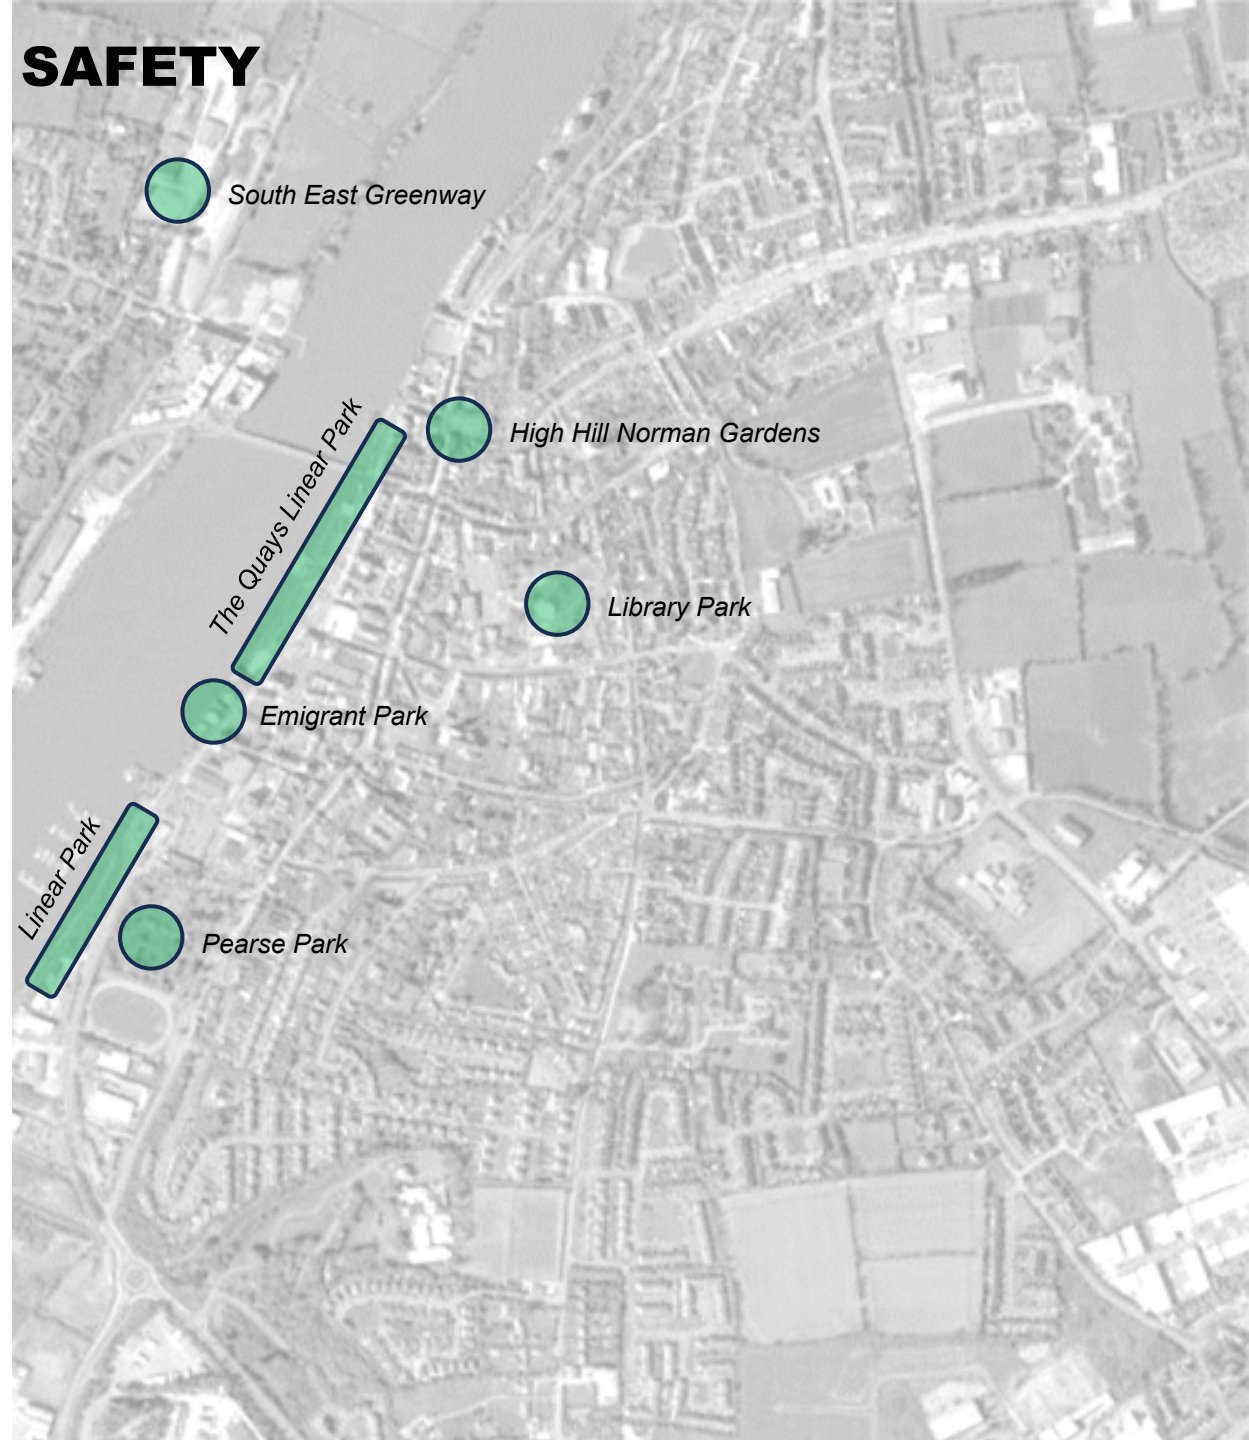 SAFETY
South East Greenway
The Quays Linear Park
High Hill Norman Gardens
Library Park
Emigrant Park
Linear Park
Pearse Park